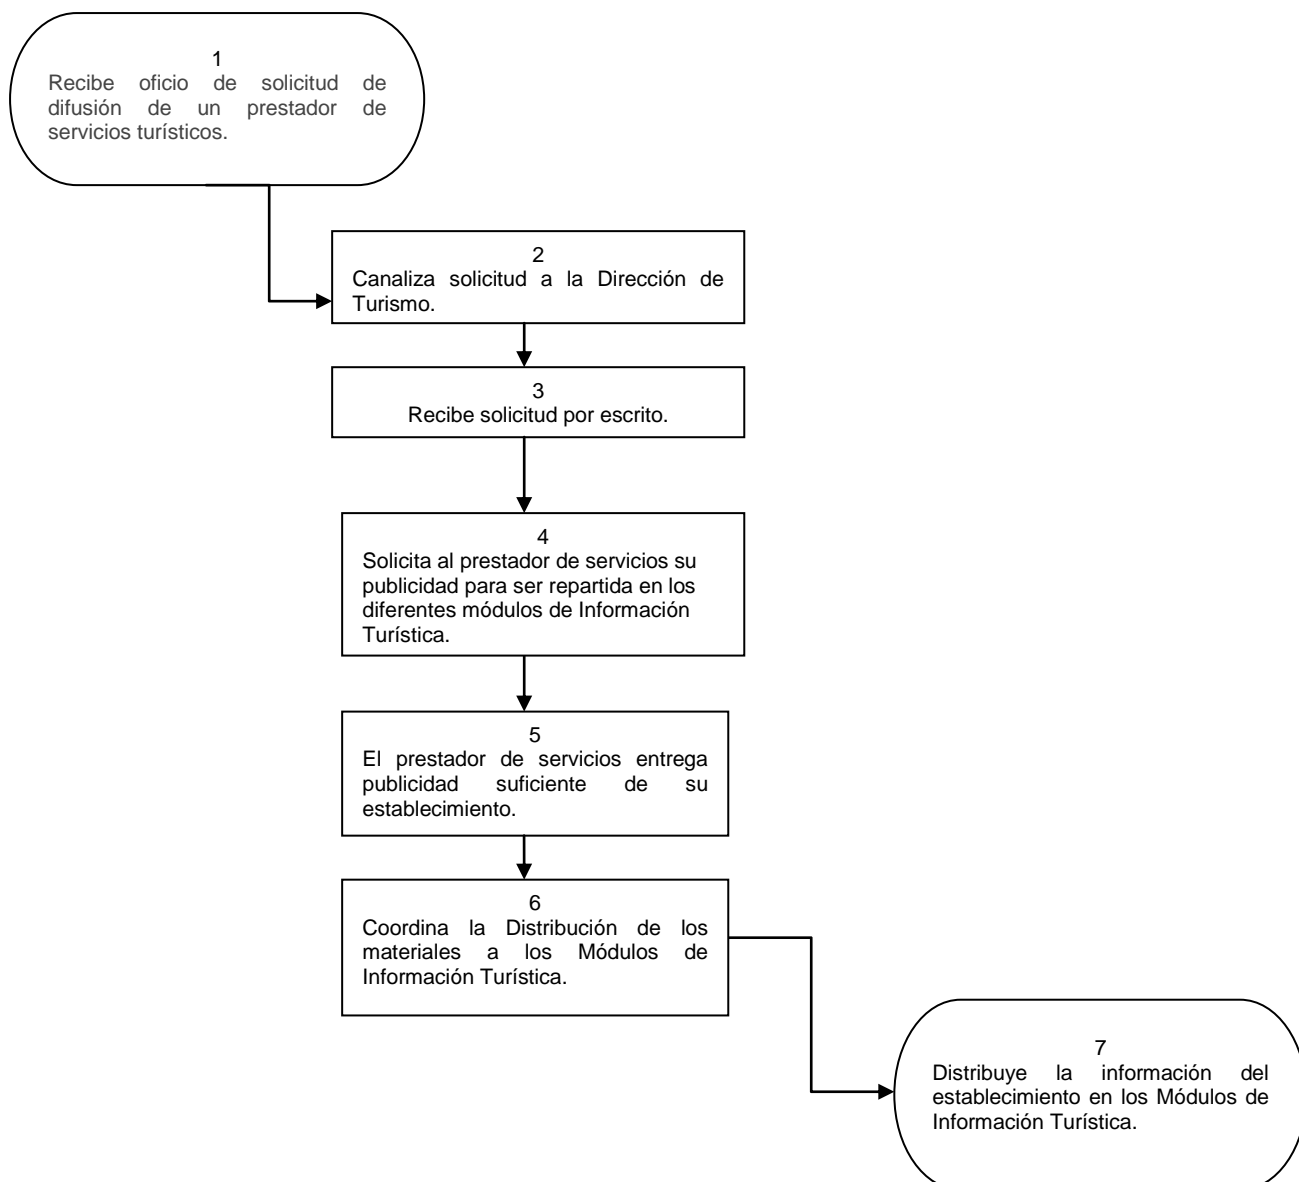 1
Recibe oficio de solicitud de
difusión de un prestador de
servicios turísticos.
2
Canaliza solicitud a la Dirección de
Turismo.
3
Recibe solicitud por escrito.
4
Solicita al prestador de servicios su
publicidad para ser repartida en los
diferentes módulos de Información
Turística.
5
El prestador de servicios entrega
publicidad suficiente de su
establecimiento.
6
Coordina la Distribución de los
materiales a los Módulos de
Información Turística.
7
Distribuye la información del
establecimiento en los Módulos de
Información Turística.